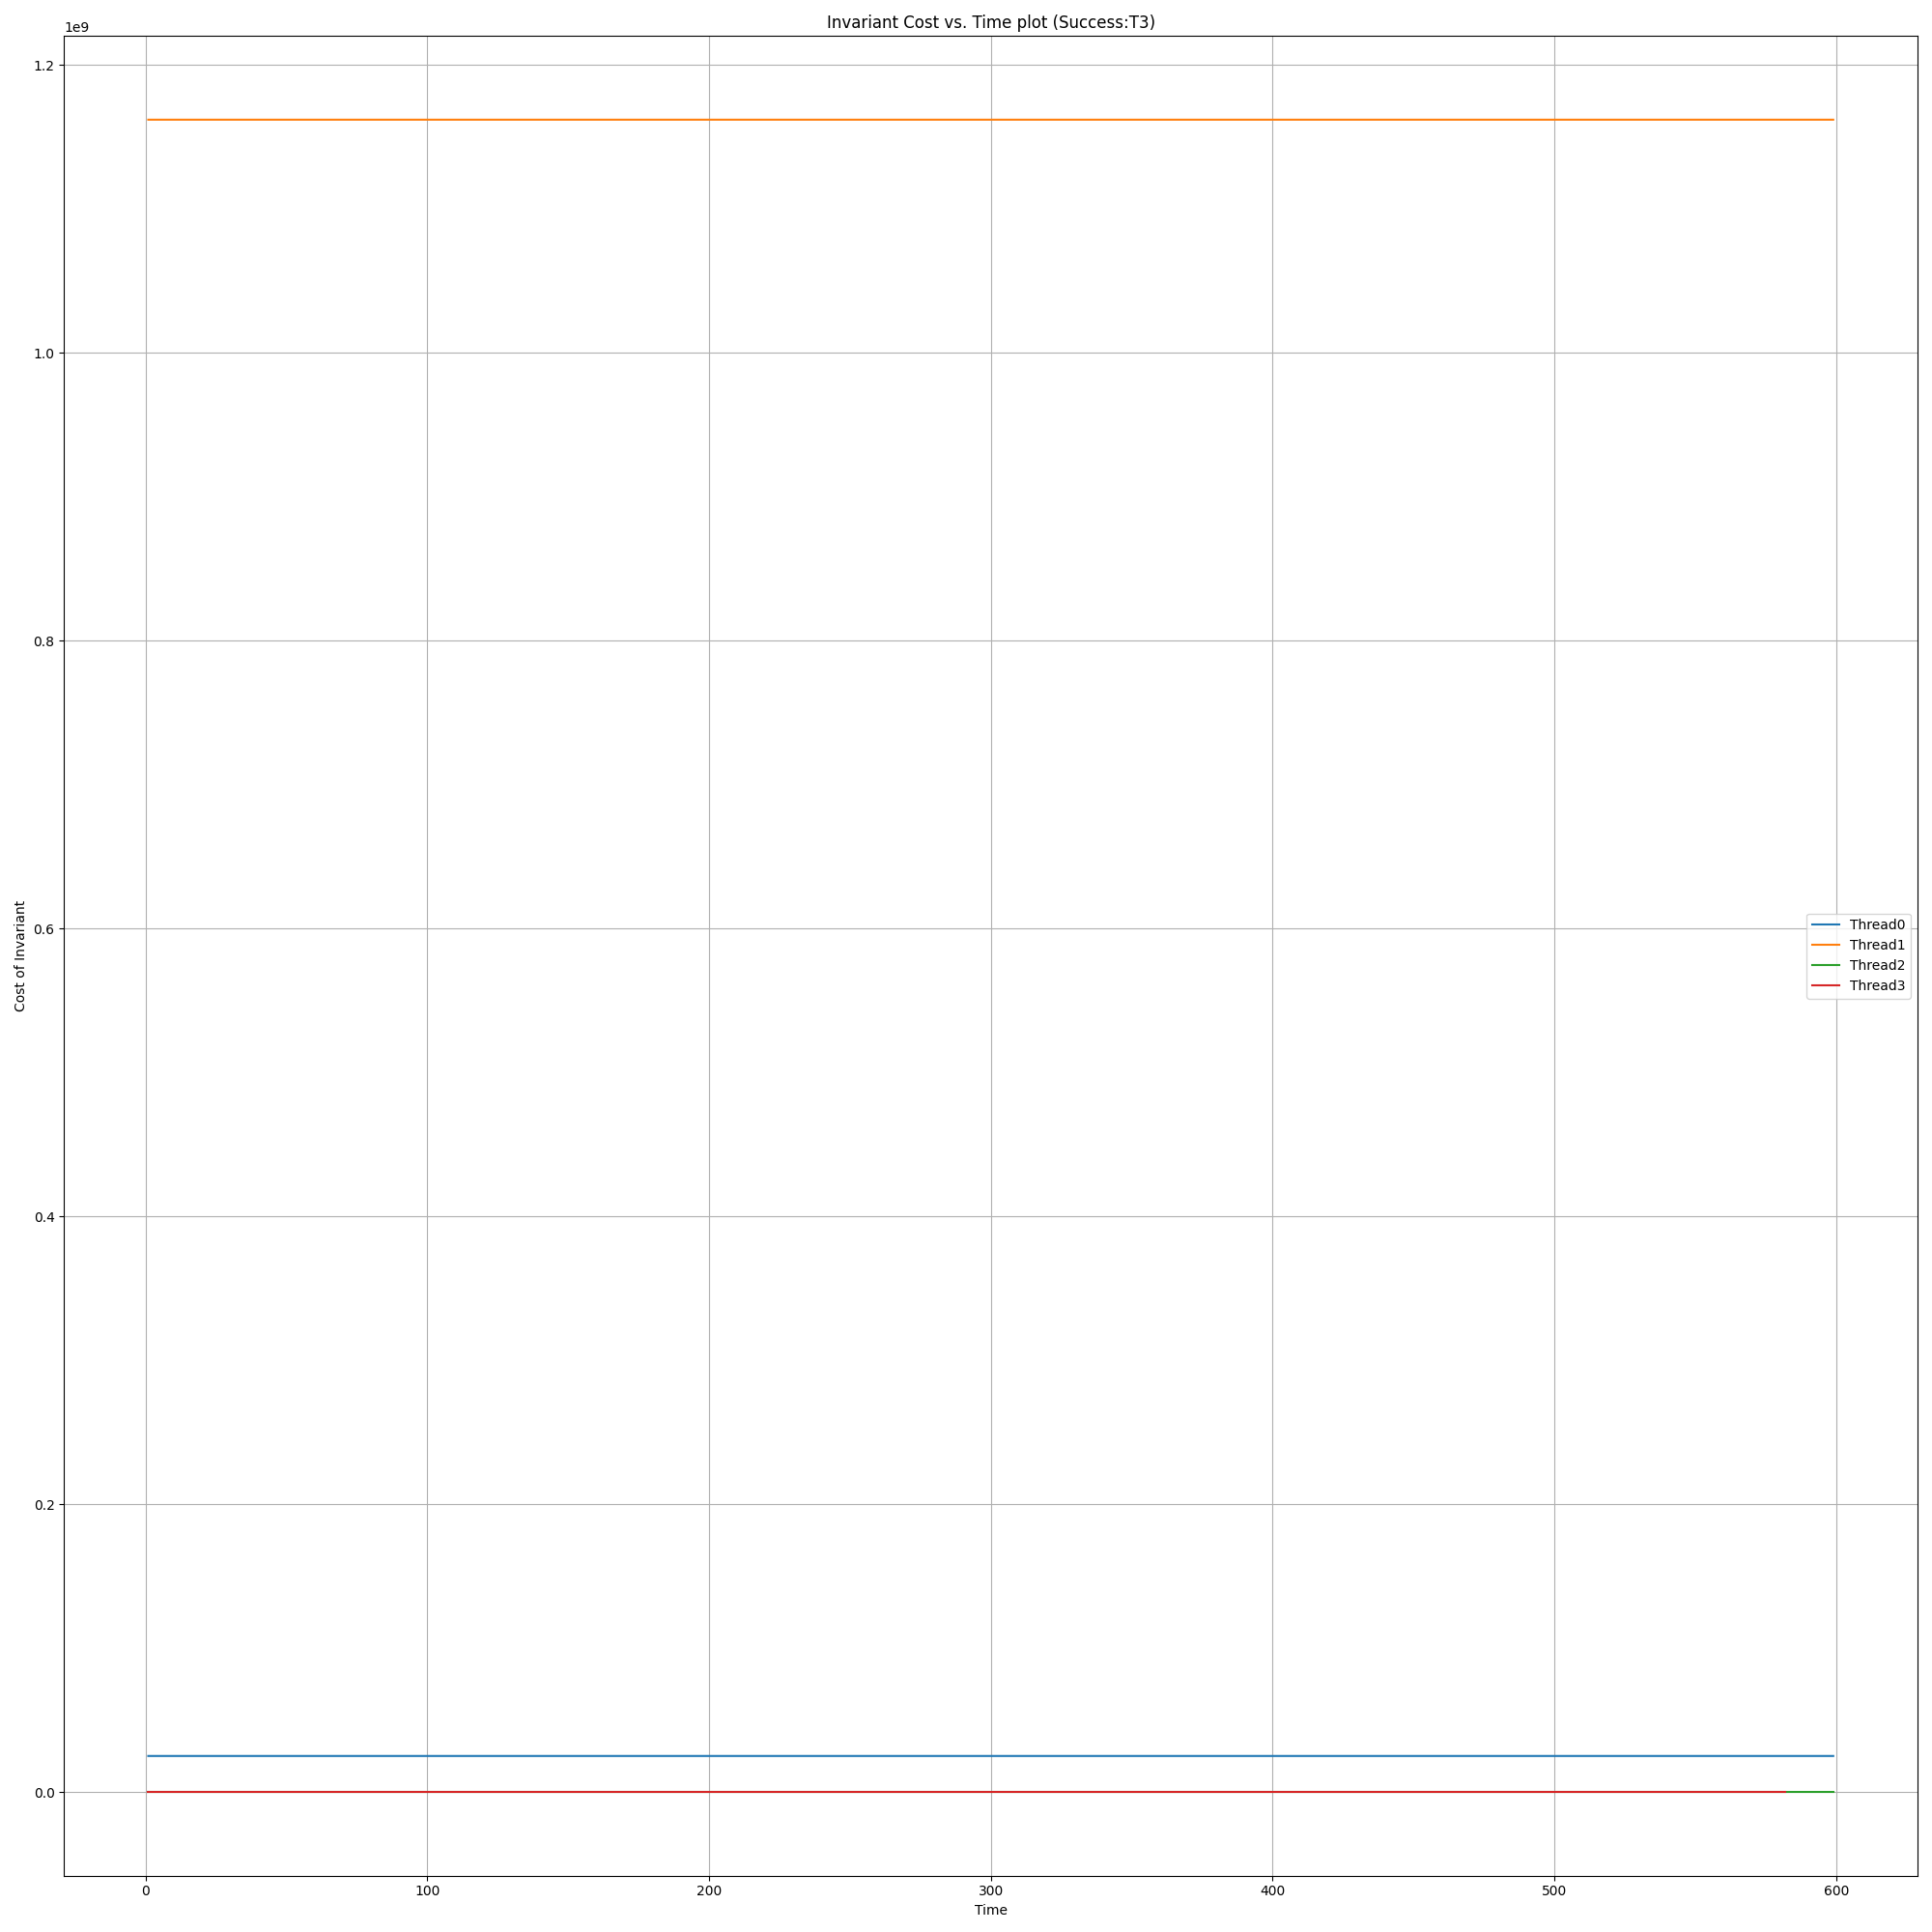 Invariant Cost vs. Time plot (Success:T3)
1e9
1.2
1.0
0.8
0.6
0.4
0.2
0.0
Cost of Invariant
Thread0
Thread1
Thread2
Thread3
0 100 200 300 400 500 600
Time